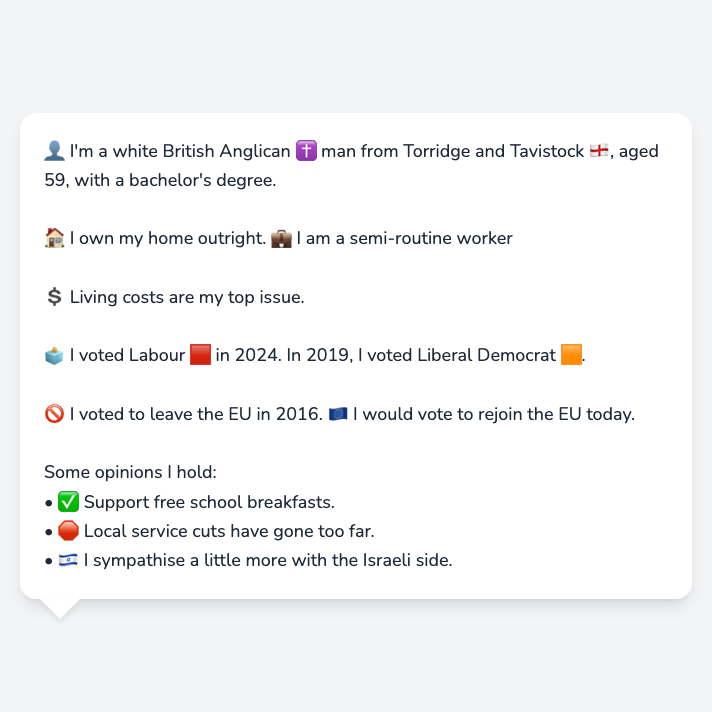 👤 I'm a white British Anglican ✝️ man from Torridge and Tavistock 🏴󠁧󠁢󠁥󠁮󠁧󠁿, aged
59, with a bachelor's degree.
🏠 I own my home outright. 💼 I am a semi-routine worker
💲 Living costs are my top issue.
🗳️ I voted Labour 🟥 in 2024. In 2019, I voted Liberal Democrat 🟧.
🚫 I voted to leave the EU in 2016. 🇪🇺 I would vote to rejoin the EU today.
Some opinions I hold:
• ✅ Support free school breakfasts.
• 🛑 Local service cuts have gone too far.
• 🇮🇱 I sympathise a little more with the Israeli side.